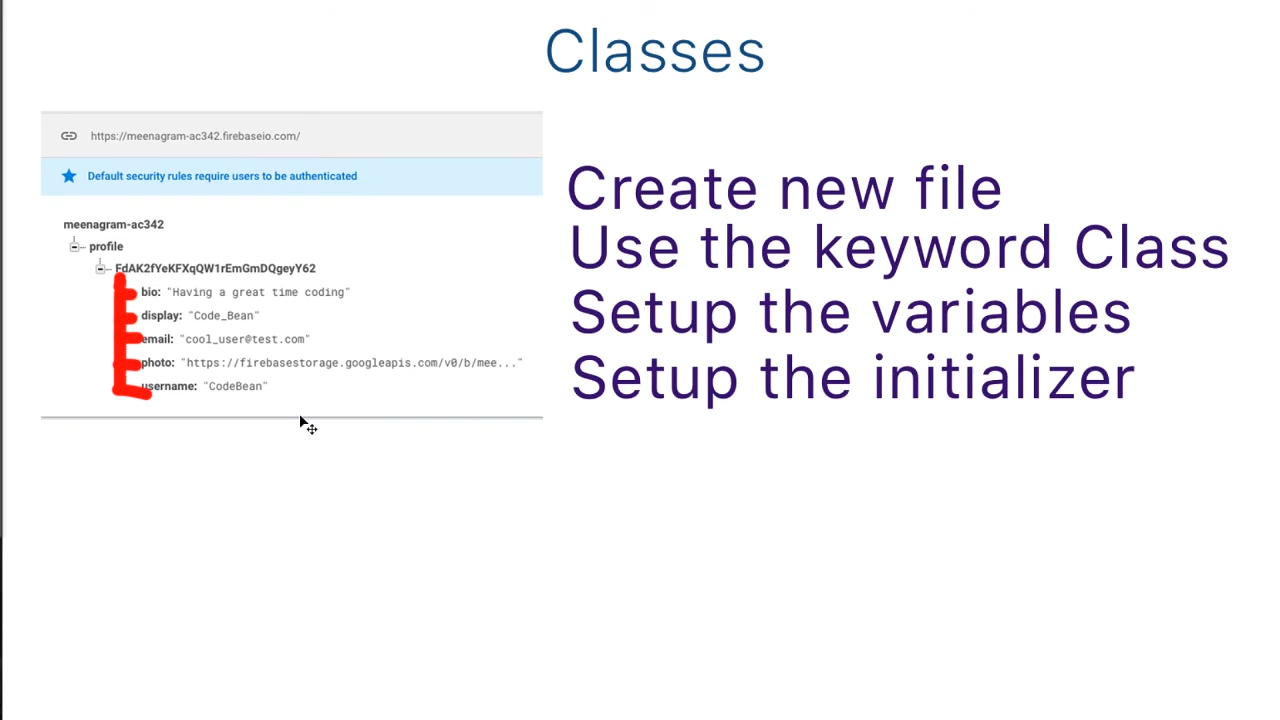 Classes
https://meenagram-ac342.firebaseio.com/
Default security rules require users to be authenticated
meenagram-ac342
profile
FdAK2fYeKFXqQW1rEmGmDQgeyY62
bio: "Having a great time coding"
display: "Code_Bean"
email: "cool_user@test.com"
photo: "https://firebasestorage.googleapis.com/v0/b/mee..."
username: "CodeBean"
Create new file
Use the keyword Class
Setup the variables
Setup the initializer